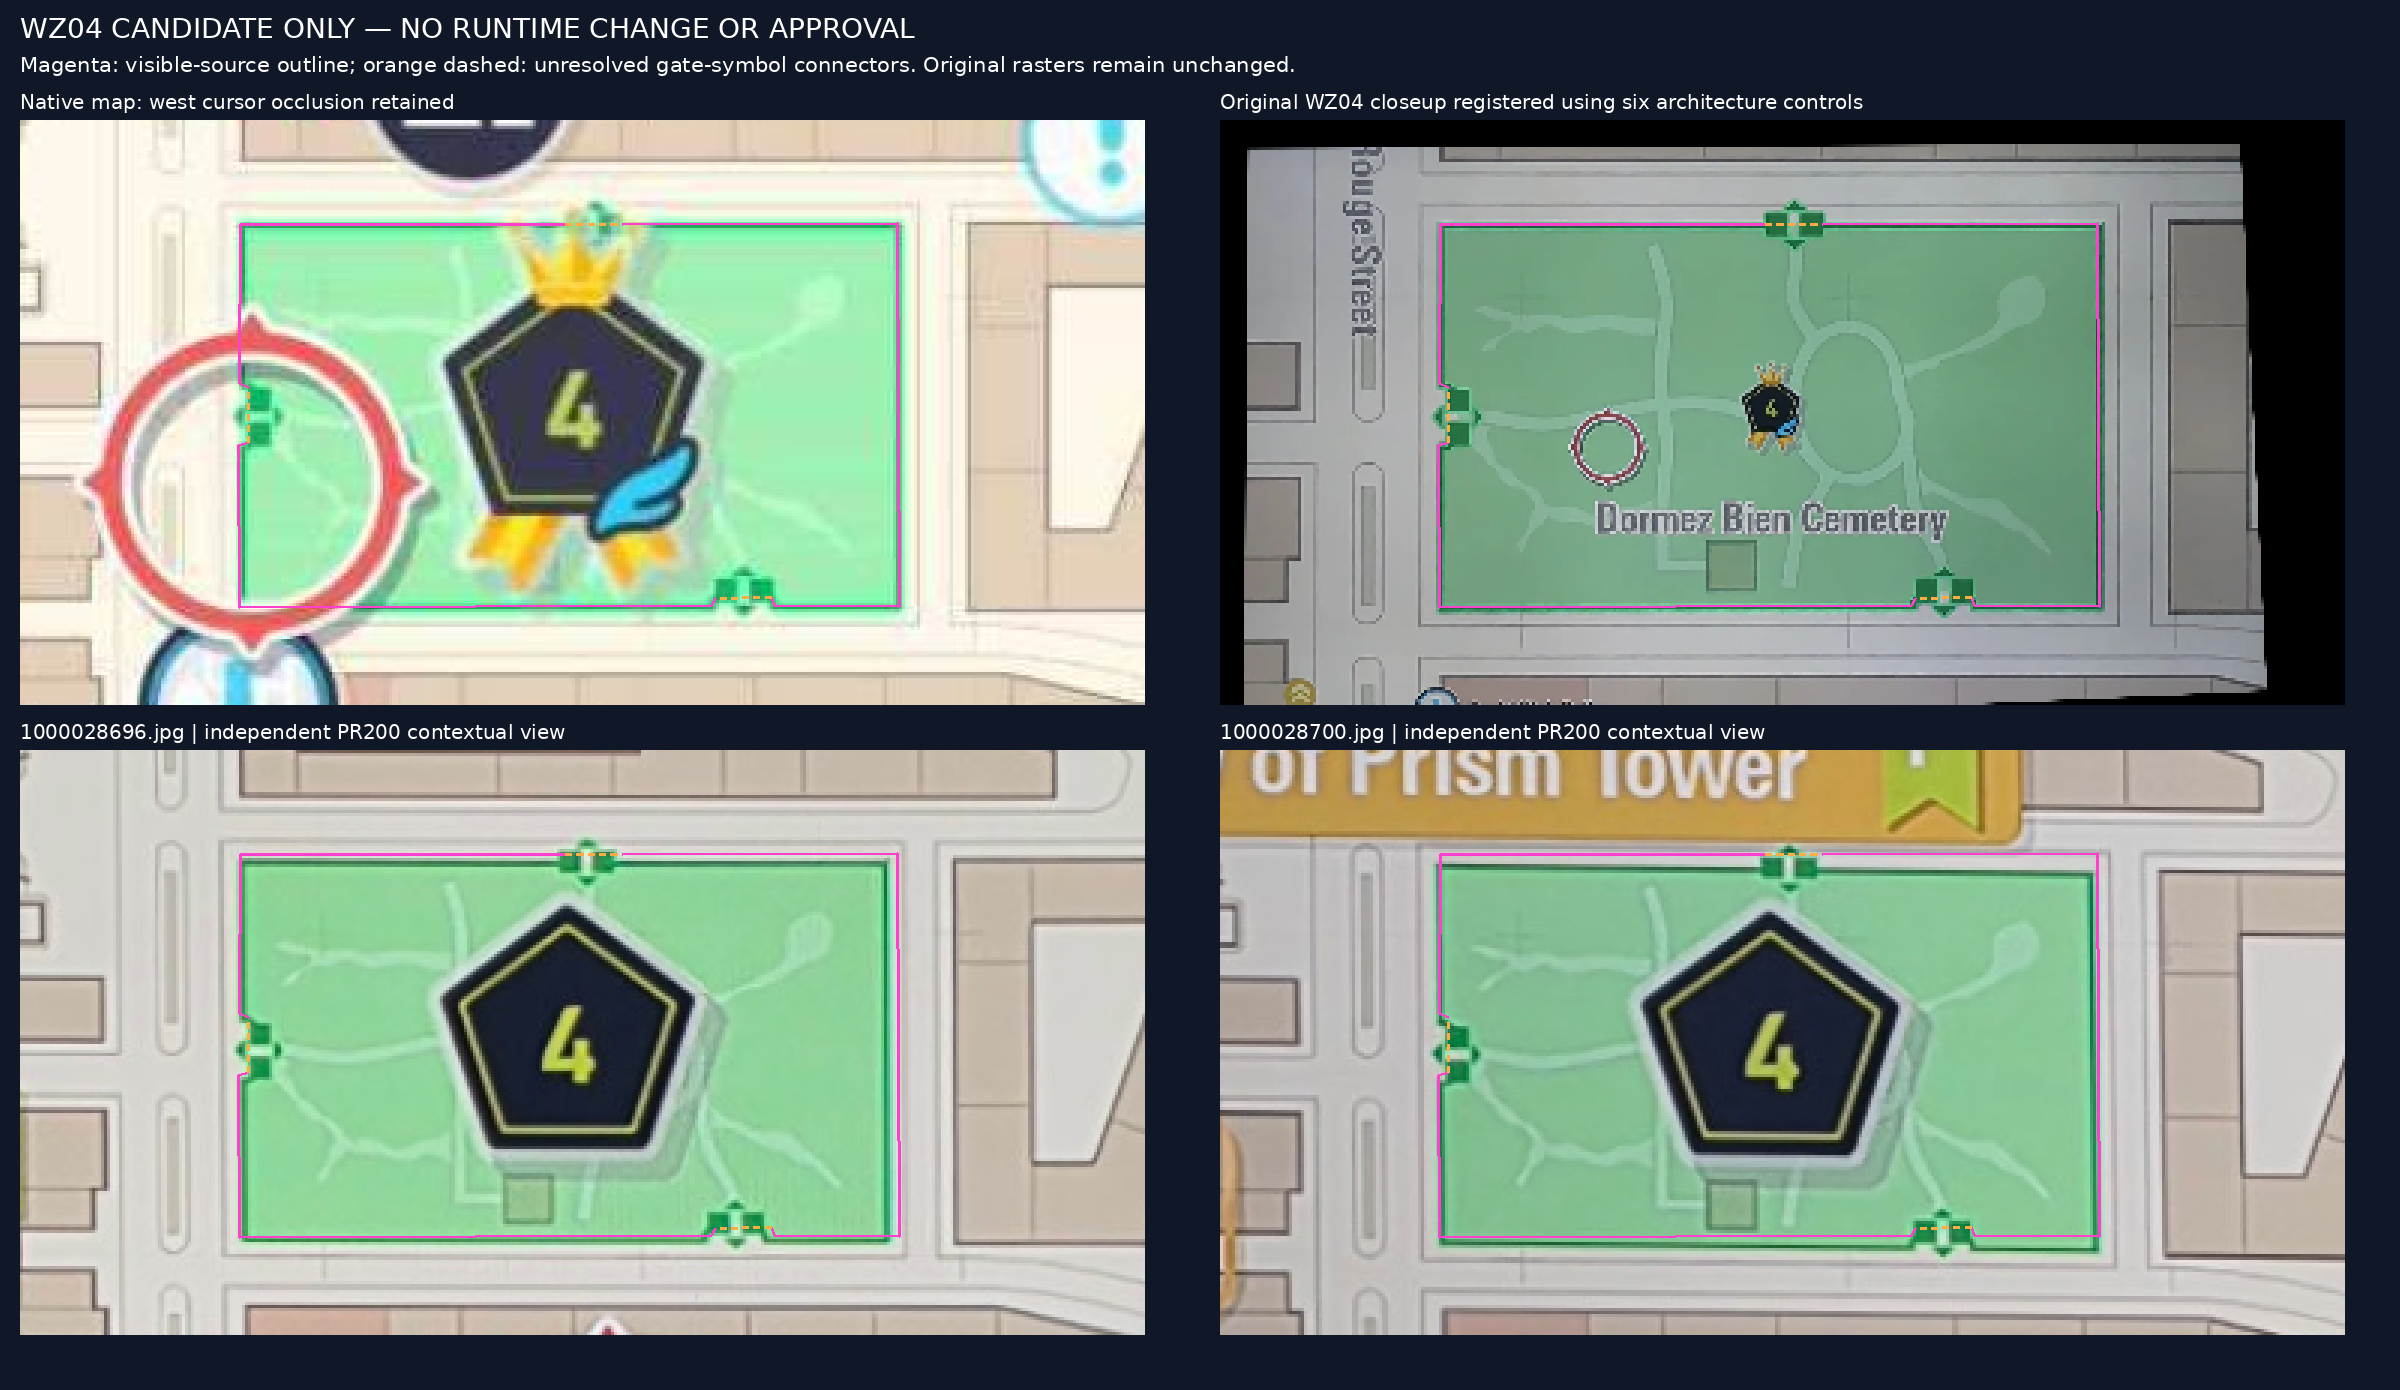 WZ04 CANDIDATE ONLY — NO RUNTIME CHANGE OR APPROVAL
Magenta: visible-source outline; orange dashed: unresolved gate-symbol connectors. Original rasters remain unchanged.
Native map: west cursor occlusion retained
Original WZ04 closeup registered using six architecture controls
4
Rouge Street
4
Dormez Bien Cemetery
1000028696.jpg | independent PR200 contextual view
1000028700.jpg | independent PR200 contextual view
4
of Prism Tower
4